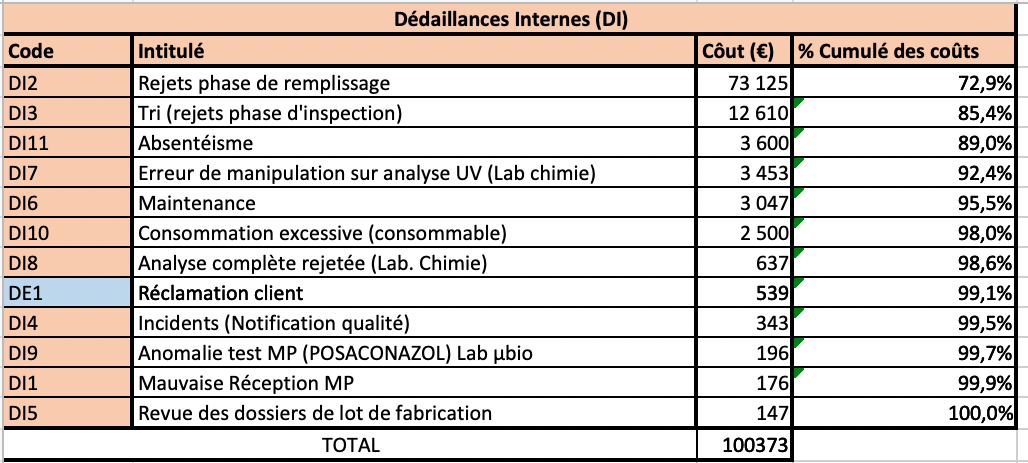 Dédaillances Internes (DI)
Code Intitulé Côut (€) % Cumulé des coûts
DI2 Rejets phase de remplissage 73 125 72,9%
DI3 Tri (rejets phase d'inspection) 12 610 85,4%
DI11 Absentéisme 3 600 89,0%
DI7 Erreur de manipulation sur analyse UV (Lab chimie) 3 453 92,4%
DI6 Maintenance 3 047 95,5%
DI10 Consommation excessive (consommable) 2 500 98,0%
DI8 Analyse complète rejetée (Lab. Chimie) 637 98,6%
DE1 Réclamation client 539 99,1%
DI4 Incidents (Notification qualité) 343 99,5%
DI9 Anomalie test MP (POSACONAZOL) Lab µbio 196 99,7%
DI1 Mauvaise Réception MP 176 99,9%
DI5 Revue des dossiers de lot de fabrication 147 100,0%
TOTAL 100373